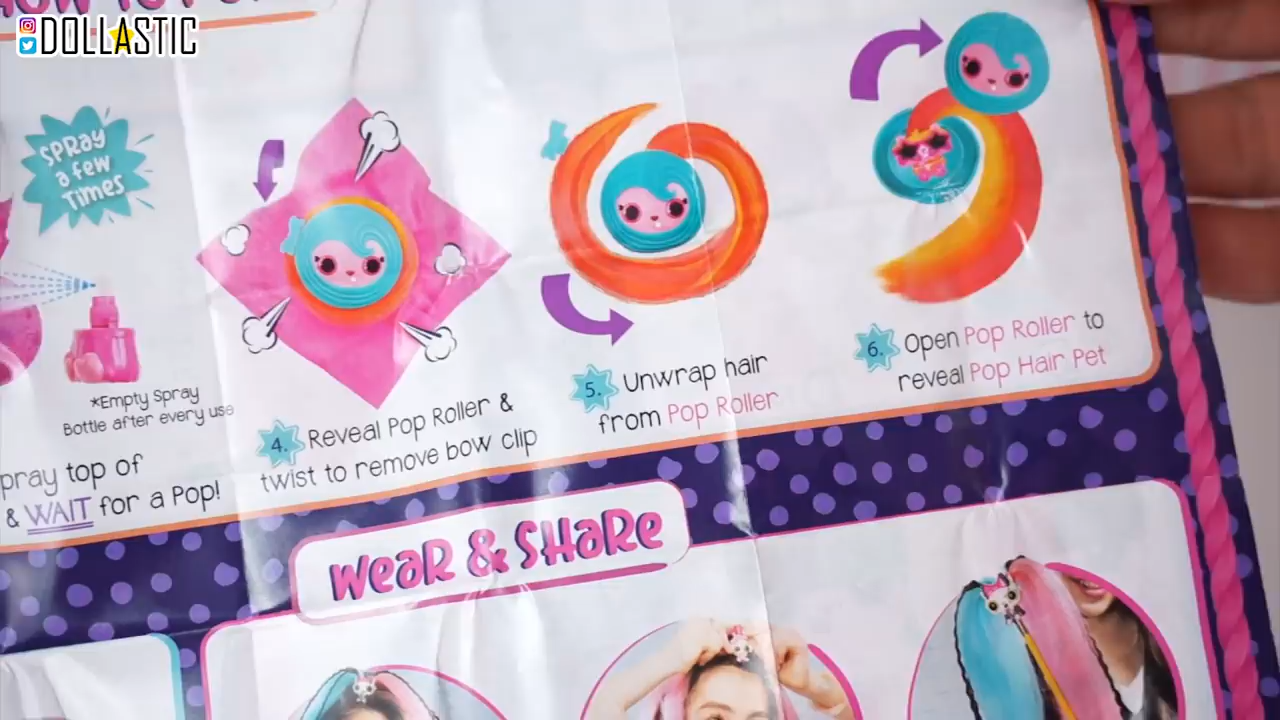 DOLLASTIC
HOW TO
SPRAY
a few
Times
*Empty Spray
Bottle after every use
pray top of
& WAIT for a Pop!
4. Reveal Pop Roller &
twist to remove bow clip
5. Unwrap hair
from Pop Roller
6. Open Pop Roller to
reveal Pop Hair Pet
WeaR & SHaRe